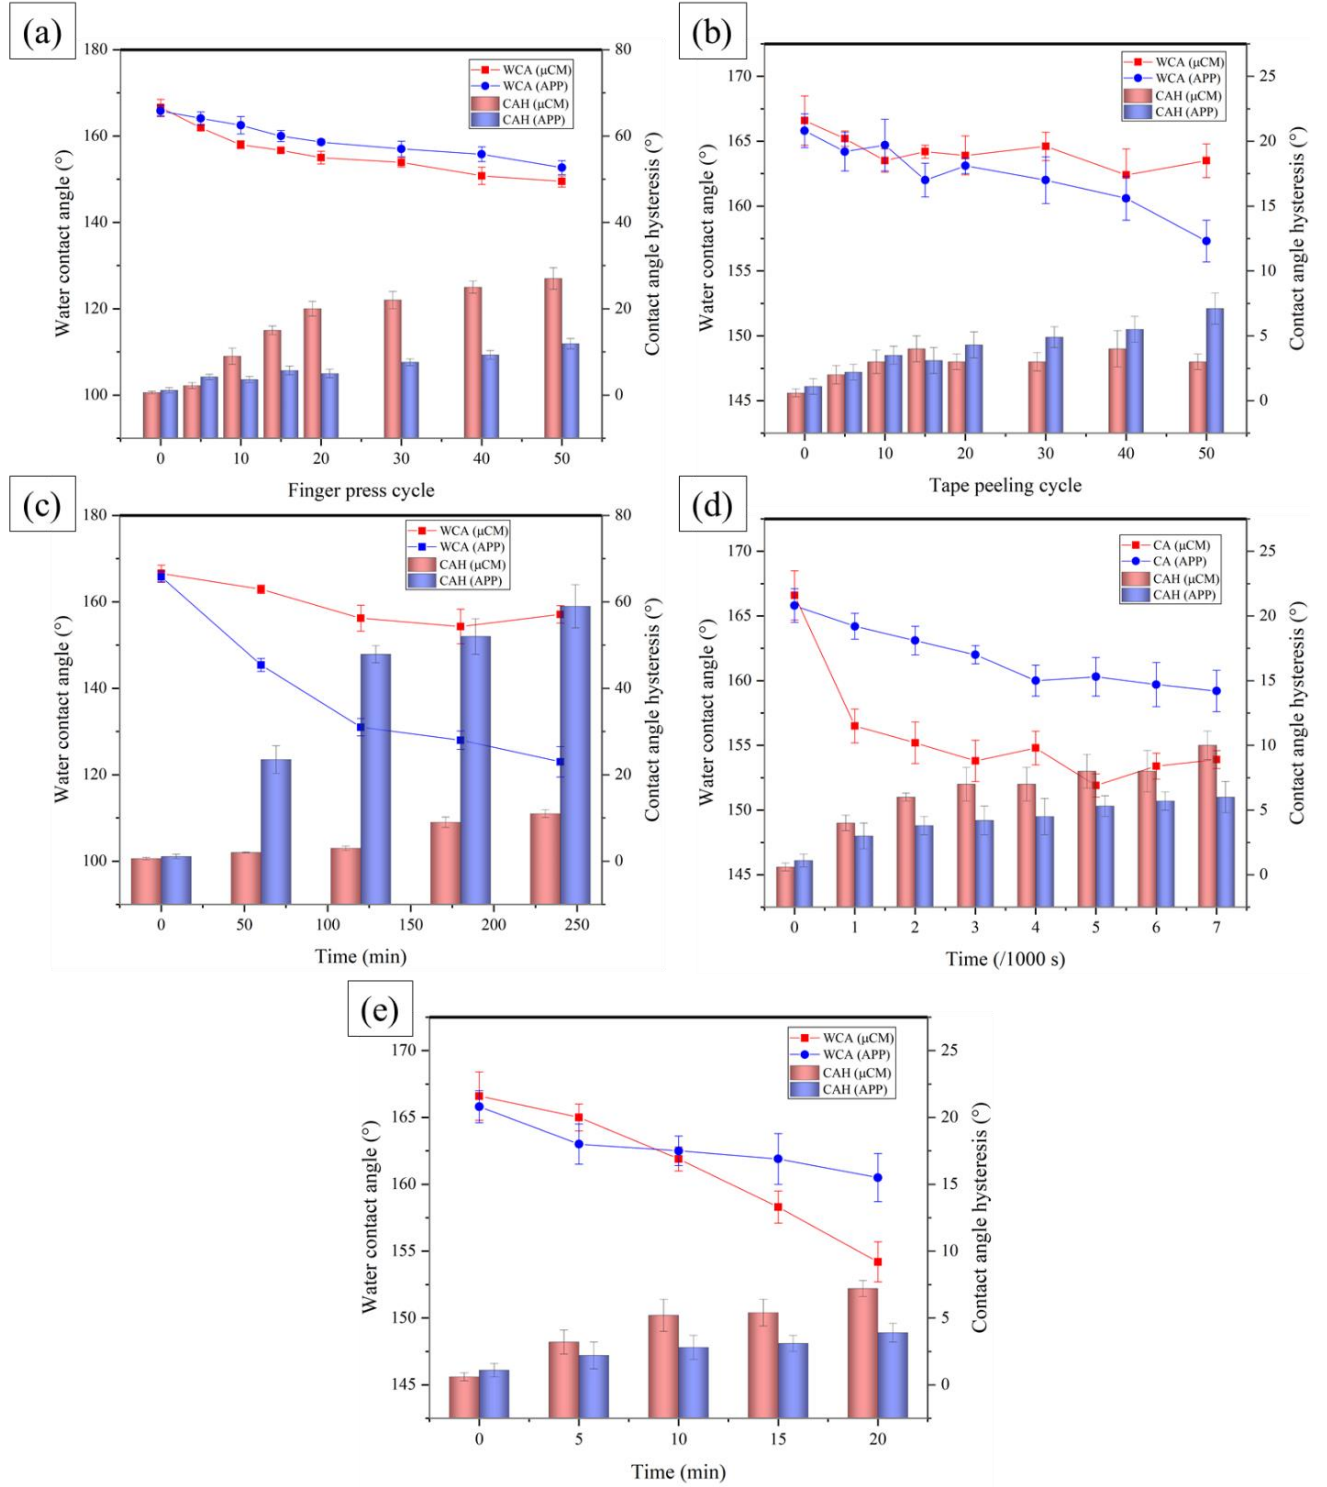 (a)
180
160
140
120
100
80
60
40
20
0
WCA (μCM)
WCA (APP)
CAH (μCM)
CAH (APP)
Water contact angle (°)
Contact angle hysteresis (°)
0 10 20 30 40 50
Finger press cycle
(b)
170
165
160
155
150
145
25
20
15
10
5
0
WCA (μCM)
WCA (APP)
CAH (μCM)
CAH (APP)
Water contact angle (°)
Contact angle hysteresis (°)
0 10 20 30 40 50
Tape peeling cycle
(c)
180
160
140
120
100
80
60
40
20
0
WCA (μCM)
WCA (APP)
CAH (μCM)
CAH (APP)
Water contact angle (°)
Contact angle hysteresis (°)
0 50 100 150 200 250
Time (min)
(d)
170
165
160
155
150
145
25
20
15
10
5
0
CA (μCM)
CA (APP)
CAH (μCM)
CAH (APP)
Water contact angle (°)
Contact angle hysteresis (°)
0 1 2 3 4 5 6 7
Time (/1000 s)
(e)
170
165
160
155
150
145
25
20
15
10
5
0
WCA (μCM)
WCA (APP)
CAH (μCM)
CAH (APP)
Water contact angle (°)
Contact angle hysteresis (°)
0 5 10 15 20
Time (min)